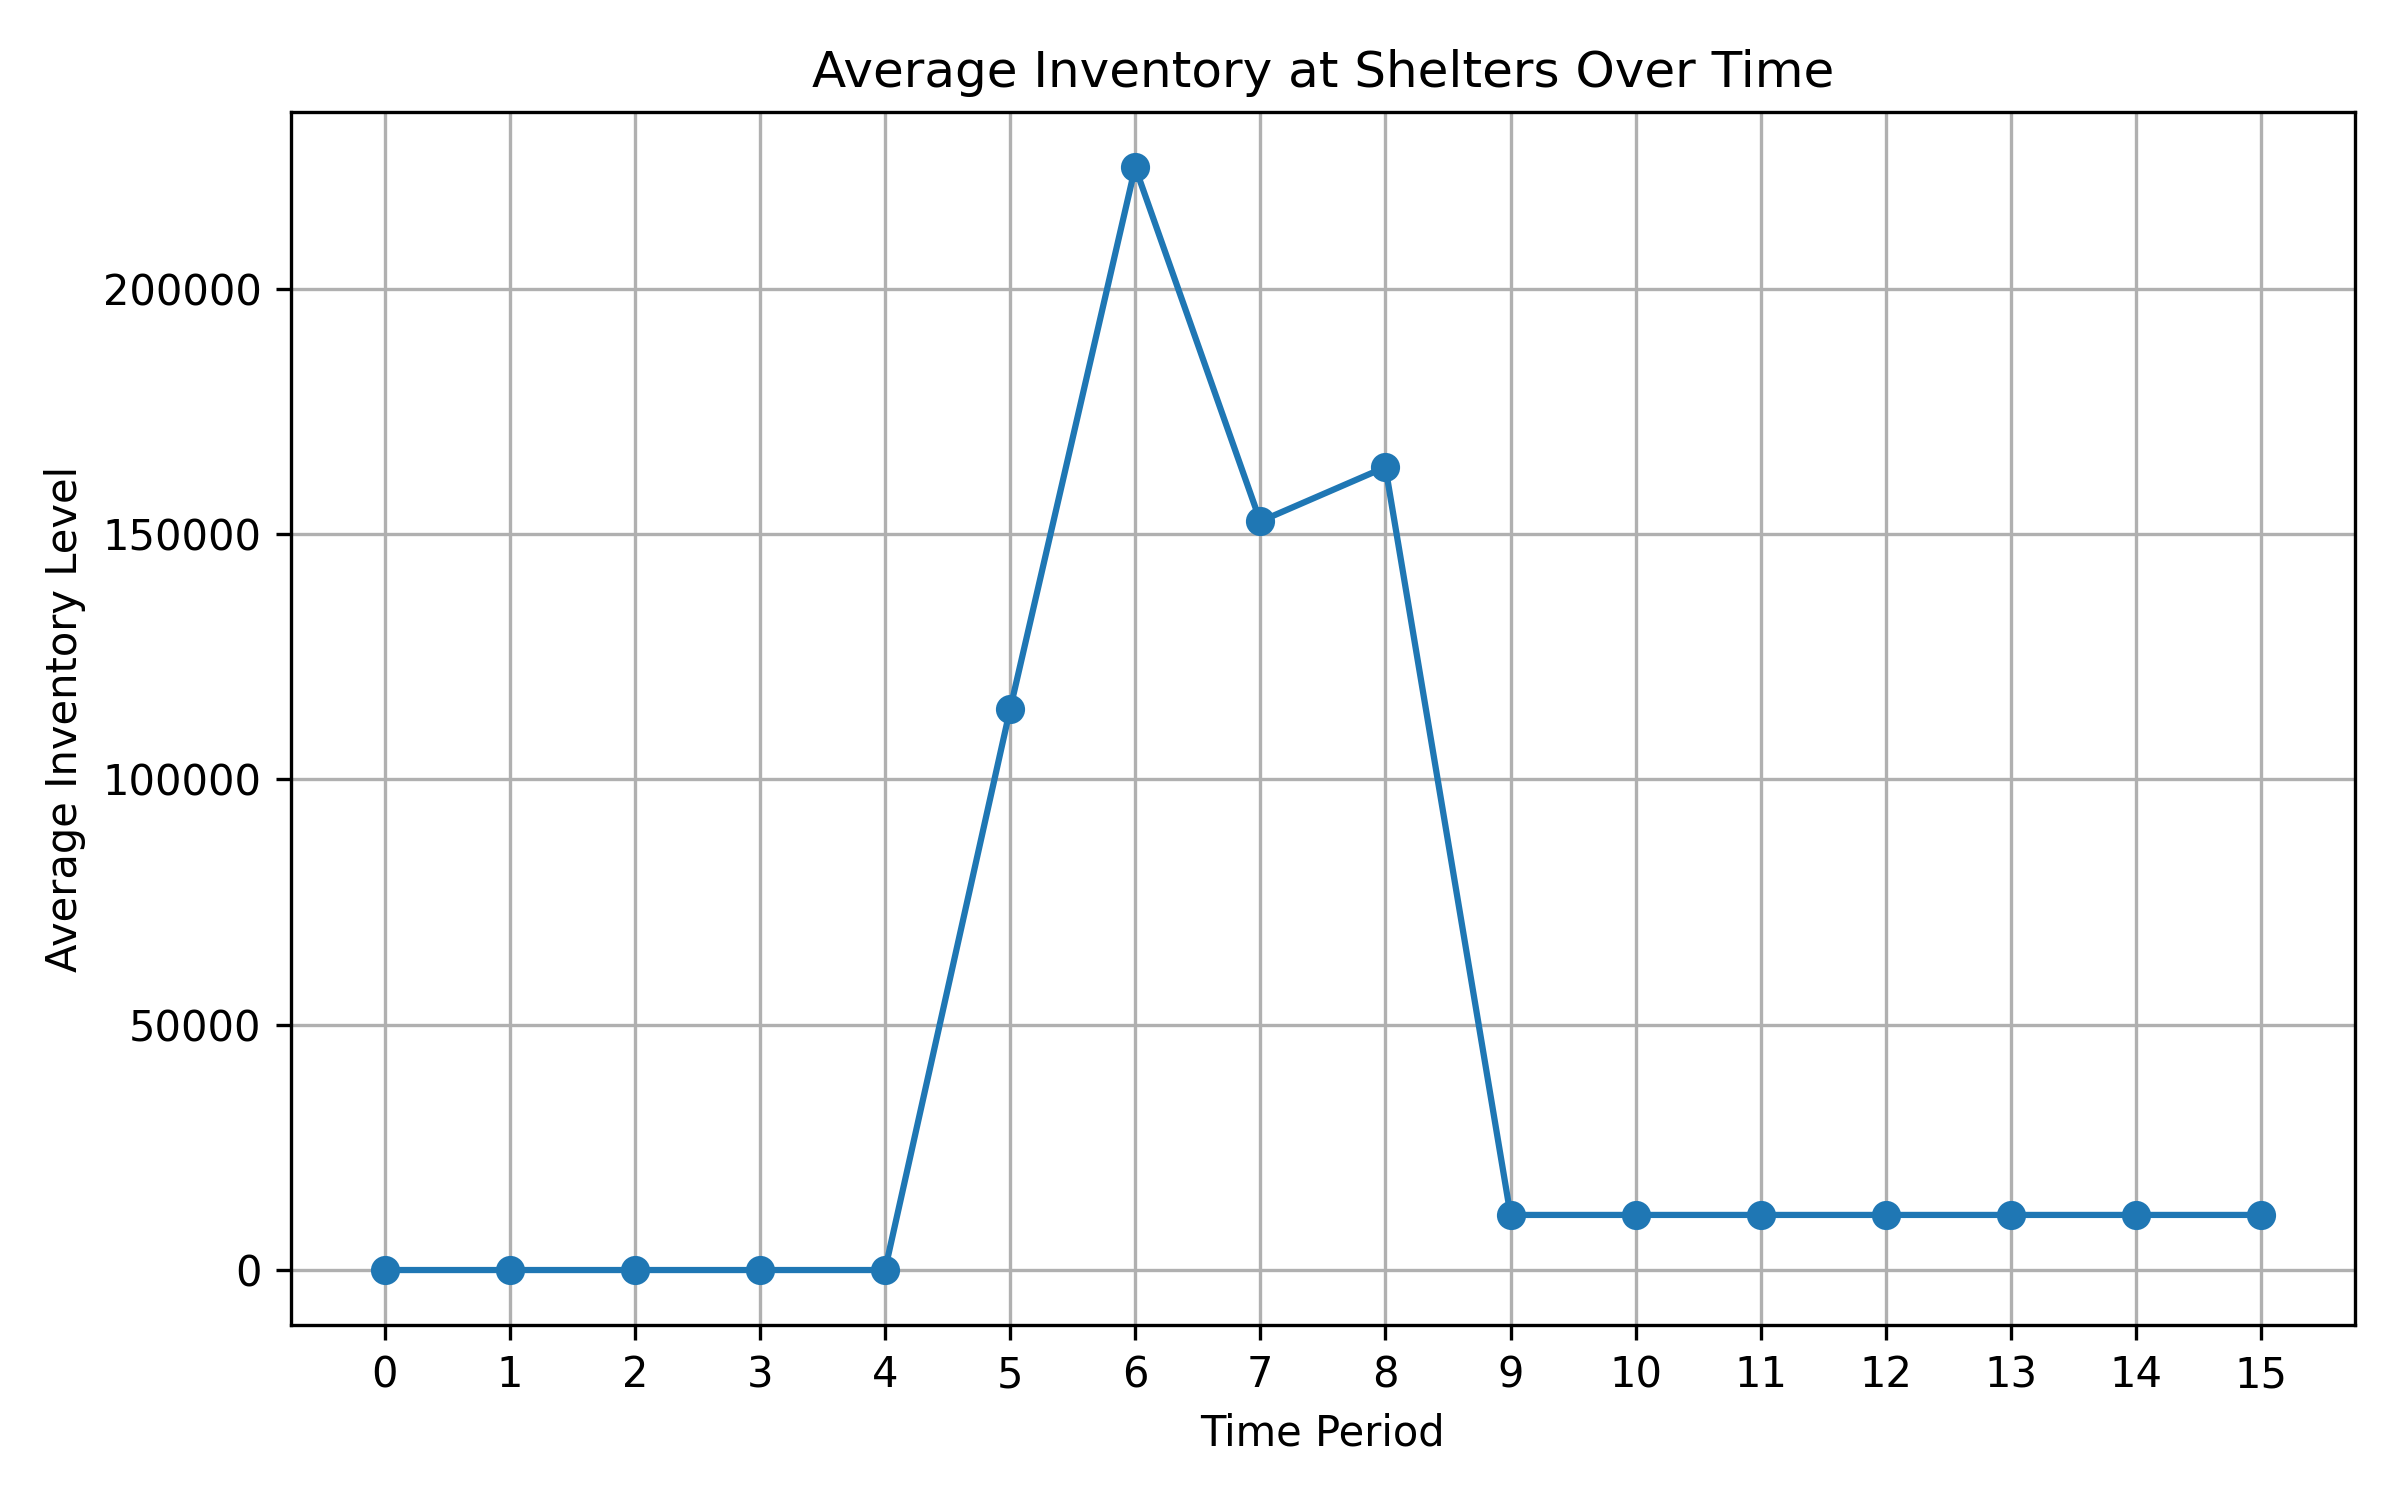 Average Inventory at Shelters Over Time
Average Inventory Level
200000
150000
100000
50000
0
0 1 2 3 4 5 6 7 8 9 10 11 12 13 14 15
Time Period